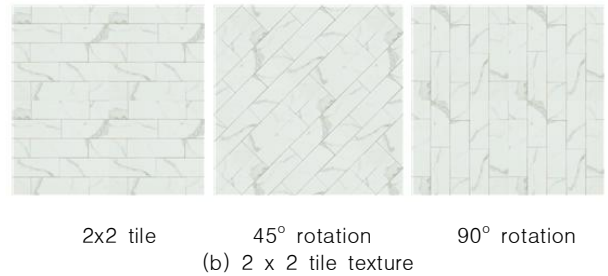 2x2 tile
45° rotation
90° rotation
(b) 2 x 2 tile texture